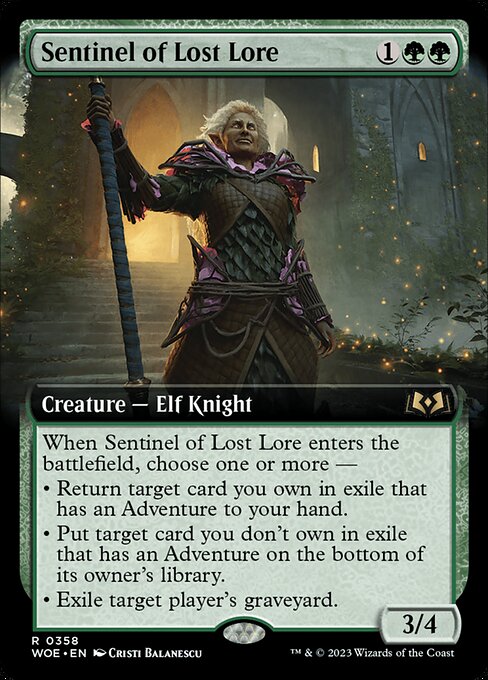 Sentinel of Lost Lore 1
Creature — Elf Knight
When Sentinel of Lost Lore enters the
battlefield, choose one or more —
• Return target card you own in exile that
has an Adventure to your hand.
• Put target card you don't own in exile
that has an Adventure on the bottom of
its owner's library.
• Exile target player's graveyard.
3/4
R 0358
WOE • EN Cristi Balanescu
™ & © 2023 Wizards of the Coast